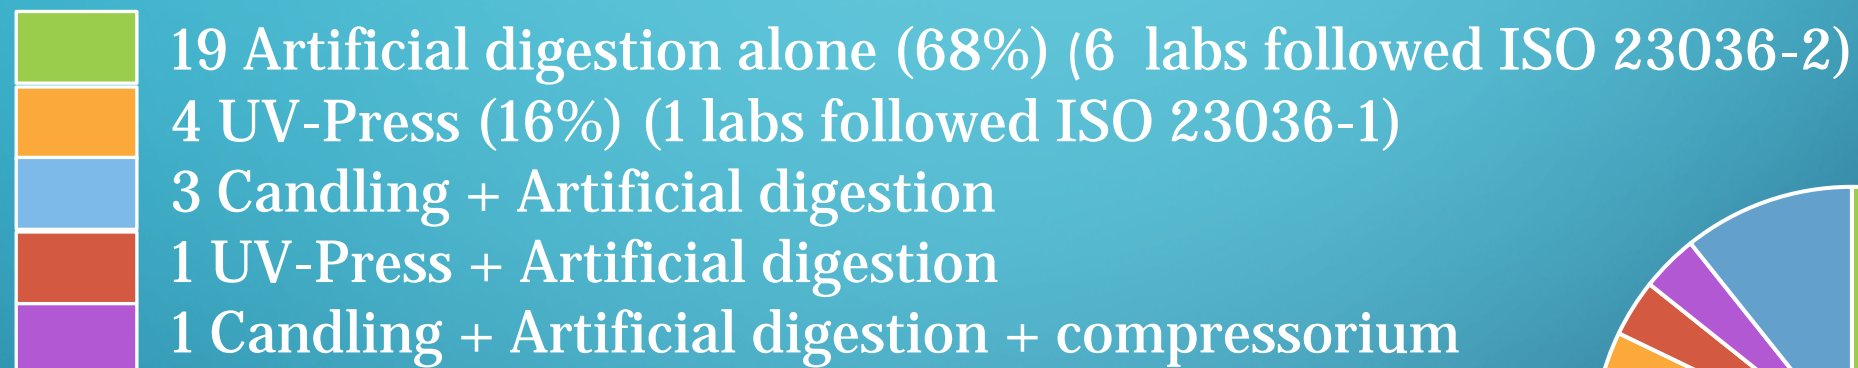 19 Artificial digestion alone (68%) (6 labs followed ISO 23036-2)
4 UV-Press (16%) (1 labs followed ISO 23036-1)
3 Candling + Artificial digestion
1 UV-Press + Artificial digestion
1 Candling + Artificial digestion + compressorium